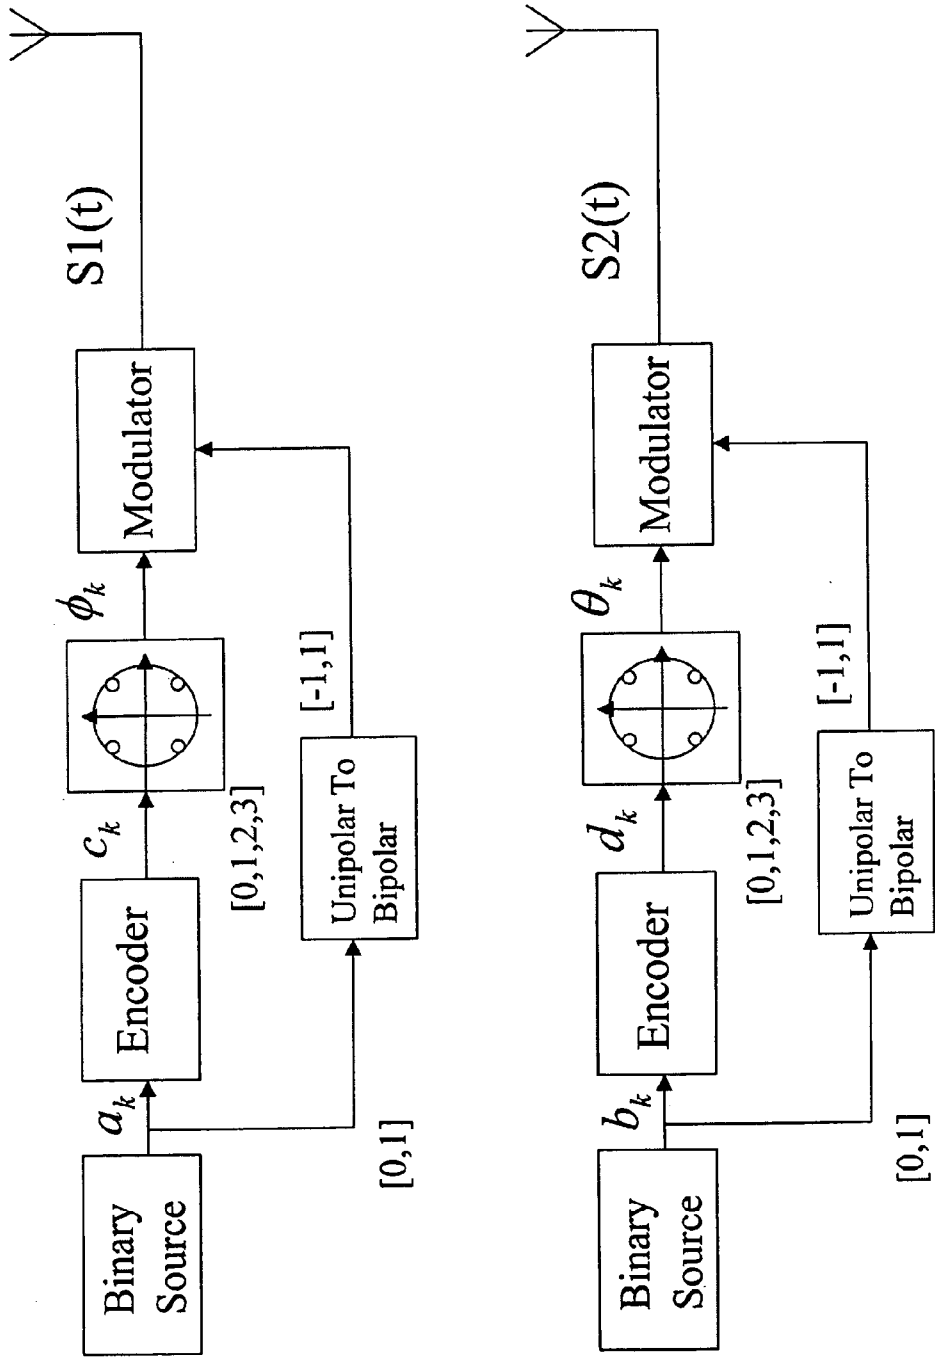 Binary
Source
a_k
Encoder
c_k
[0,1,2,3]
ϕ_k
Modulator
S1(t)
[0,1]
Unipolar To
Bipolar
[-1,1]
Binary
Source
b_k
Encoder
d_k
[0,1,2,3]
θ_k
Modulator
S2(t)
[0,1]
Unipolar To
Bipolar
[-1,1]